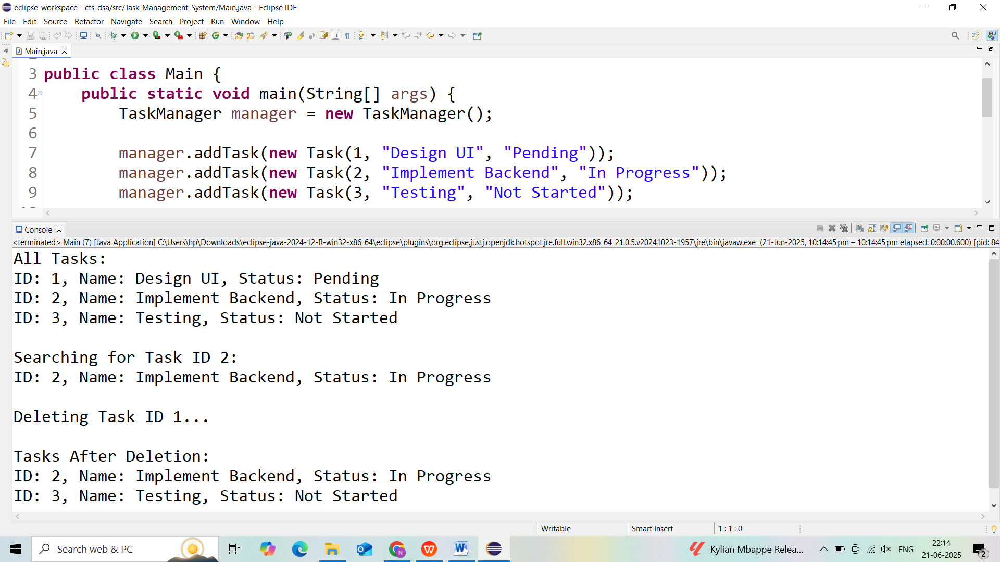 eclipse-workspace - cts_dsa/src/Task_Management_System/Main.java - Eclipse IDE
File Edit Source Refactor Navigate Search Project Run Window Help
Main.java
3 public class Main {
4 public static void main(String[] args) {
5 TaskManager manager = new TaskManager();
6
7 manager.addTask(new Task(1, "Design UI", "Pending"));
8 manager.addTask(new Task(2, "Implement Backend", "In Progress"));
9 manager.addTask(new Task(3, "Testing", "Not Started"));
Console
<terminated> Main (7) [Java Application] C:\Users\hp\Downloads\eclipse-java-2024-12-R-win32-x86_64\eclipse\plugins\org.eclipse.justj.openjdk.hotspot.jre.full.win32.x86_64_21.0.5.v20241023-1957\jre\bin\javaw.exe (21-Jun-2025, 10:14:45 pm – 10:14:45 pm elapsed: 0:00:00.600) [pid: 84
All Tasks:
ID: 1, Name: Design UI, Status: Pending
ID: 2, Name: Implement Backend, Status: In Progress
ID: 3, Name: Testing, Status: Not Started
Searching for Task ID 2:
ID: 2, Name: Implement Backend, Status: In Progress
Deleting Task ID 1...
Tasks After Deletion:
ID: 2, Name: Implement Backend, Status: In Progress
ID: 3, Name: Testing, Status: Not Started
Writable Smart Insert 1 : 1 : 0
Search web & PC
Kylian Mbappe Relea...
ENG
22:14
21-06-2025
2